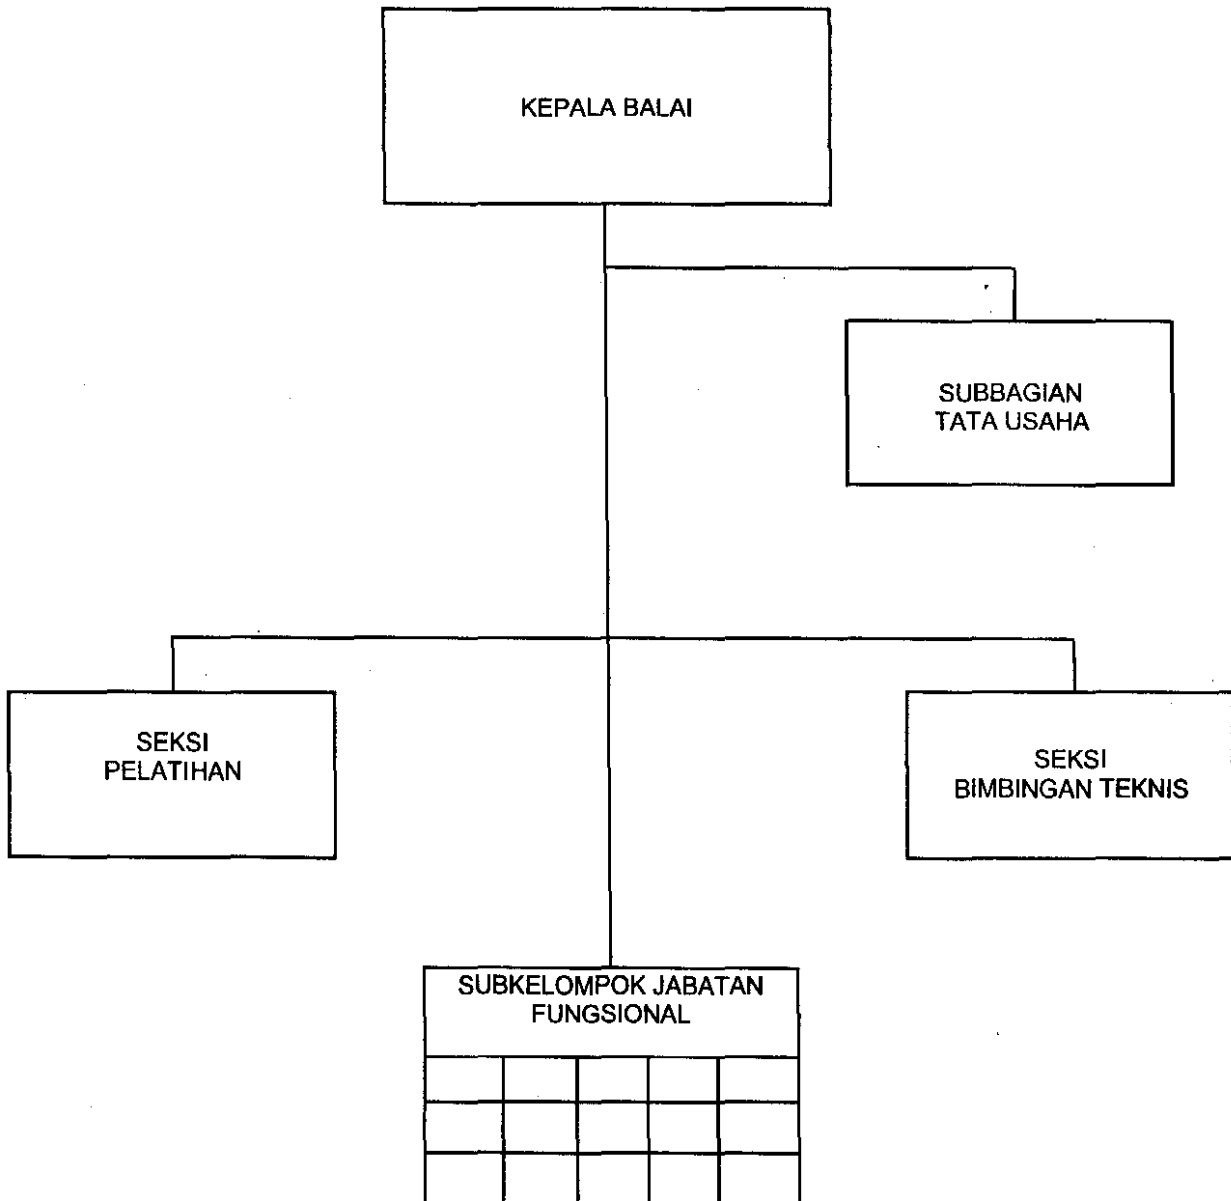 KEPALA BALAI
SUBBAGIAN
TATA USAHA
SEKSI
PELATIHAN
SEKSI
BIMBINGAN TEKNIS
SUBKELOMPOK JABATAN
FUNGSIONAL